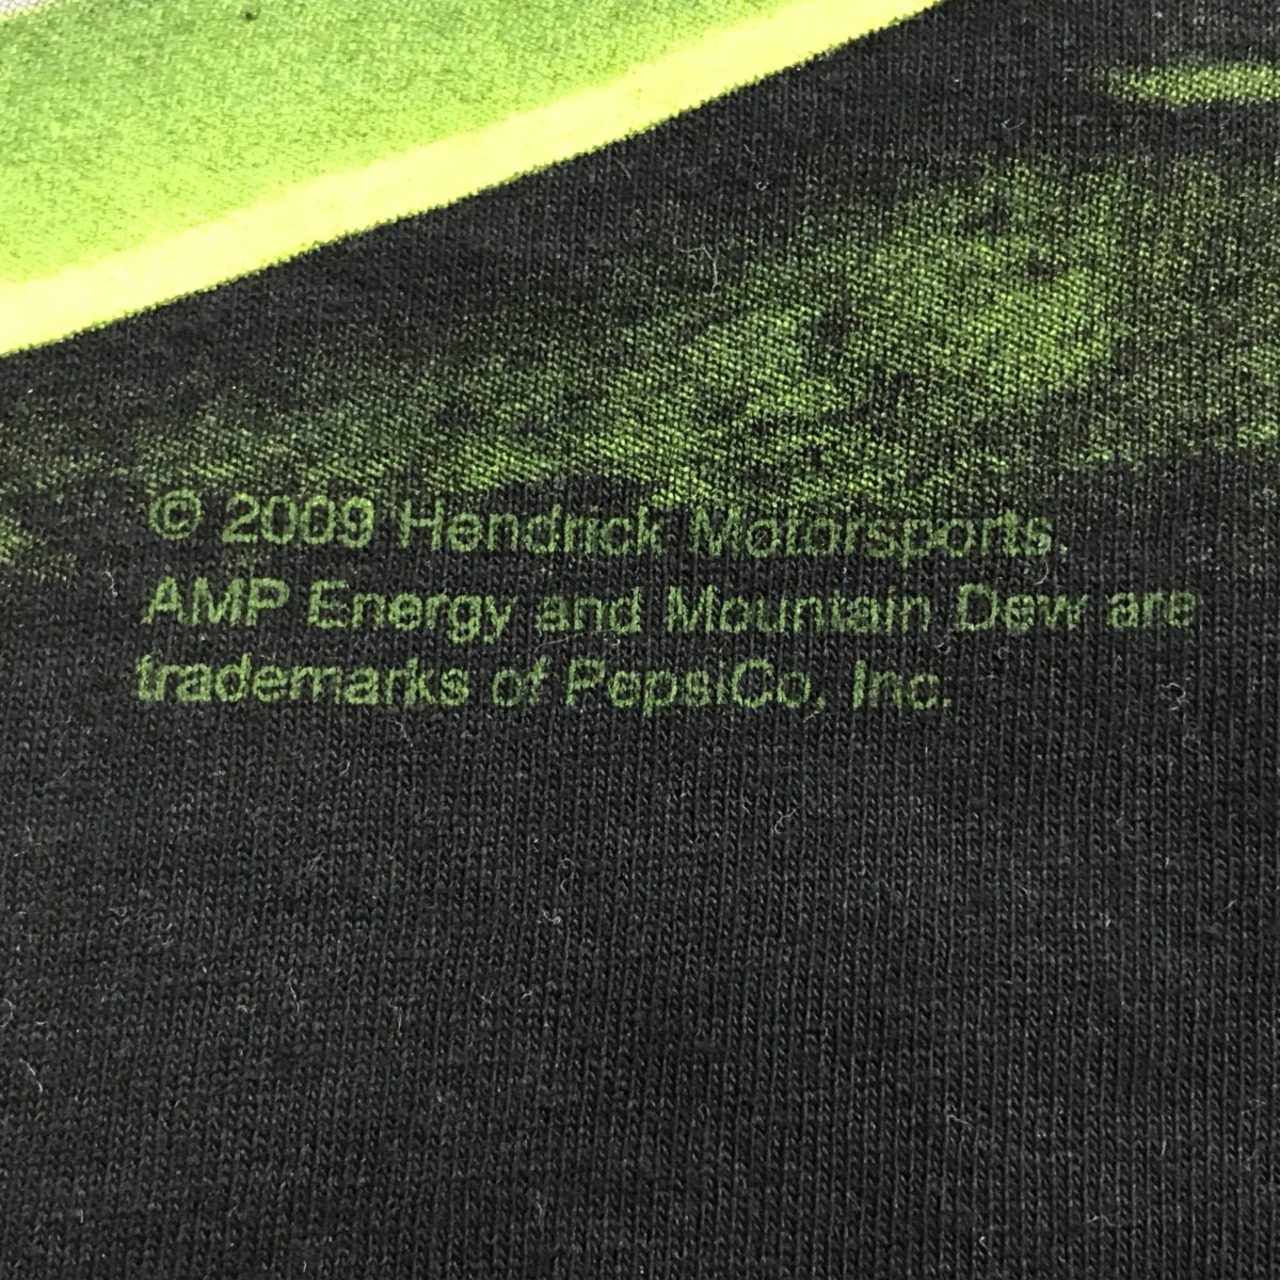 © 2009 Hendrick Motorsports.
AMP Energy and Mountain Dew are
trademarks of PepsiCo, Inc.